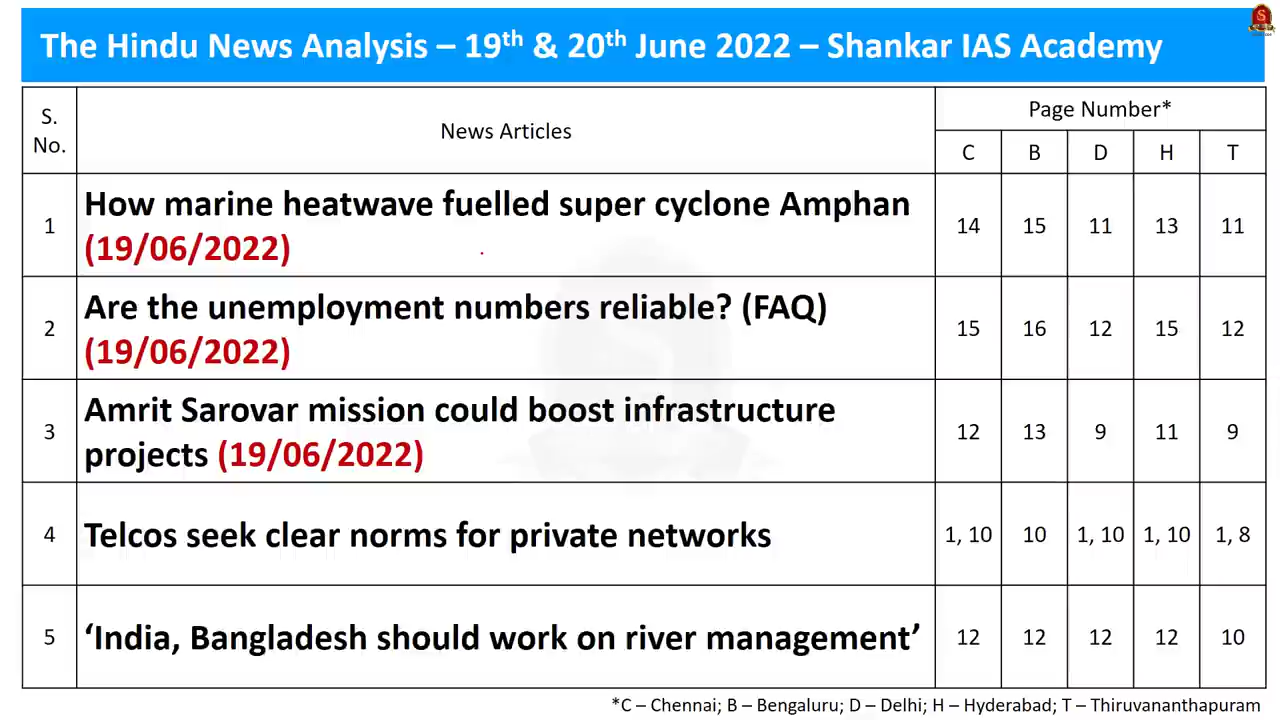 The Hindu News Analysis – 19th & 20th June 2022 – Shankar IAS Academy
S. No.
News Articles
Page Number*
C B D H T
1 How marine heatwave fuelled super cyclone Amphan 14 15 11 13 11
(19/06/2022)
2 Are the unemployment numbers reliable? (FAQ) 15 16 12 15 12
(19/06/2022)
3 Amrit Sarovar mission could boost infrastructure 12 13 9 11 9
projects (19/06/2022)
4 Telcos seek clear norms for private networks 1, 10 10 1, 10 1, 10 1, 8
5 ‘India, Bangladesh should work on river management’ 12 12 12 12 10
*C – Chennai; B – Bengaluru; D – Delhi; H – Hyderabad; T – Thiruvananthapuram